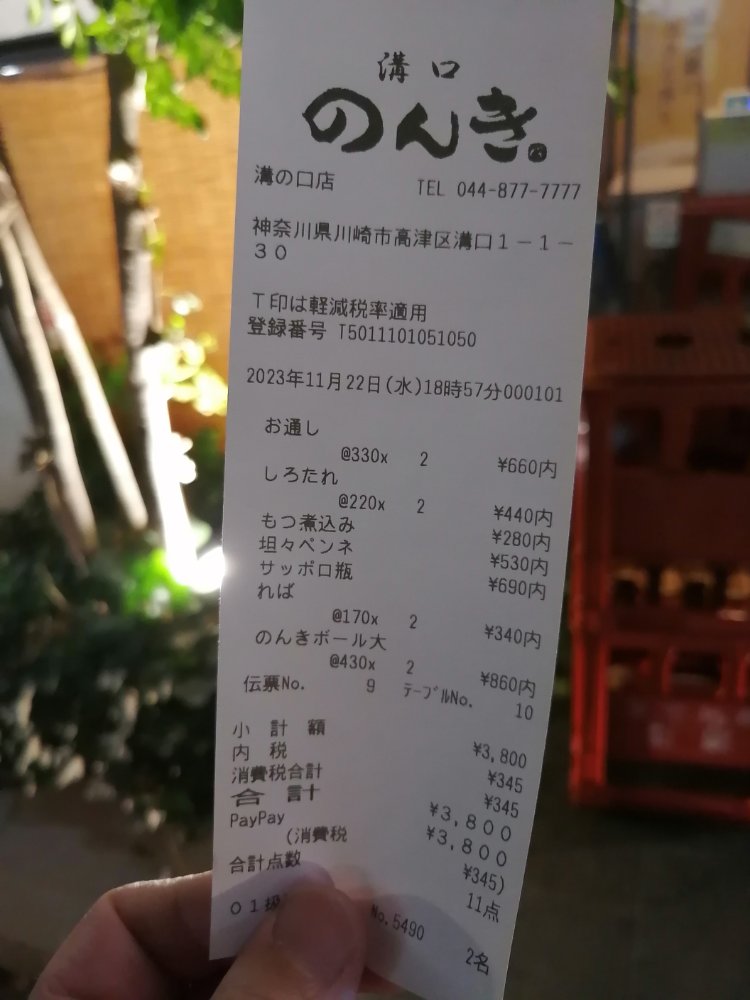 溝口
のんき
溝の口店 TEL 044-877-7777
神奈川県川崎市高津区溝口1-1-
30
T印は軽減税率適用
登録番号 T5011101051050
2023年11月22日(水)18時57分000101
お通し
@330x 2 ¥660内
しろたれ
@220x 2 ¥440内
もつ煮込み ¥280内
坦々ペンネ ¥530内
サッポロ瓶 ¥690内
れば
@170x 2 ¥340内
のんきボール大
@430x 2 ¥860内
伝票No. 9 テーブルNo. 10
小計額 ¥3,800
内税 ¥345
消費税合計 ¥345
合計 ¥3,800
PayPay ¥3,800
(消費税 ¥345)
合計点数 11点
01 No.5490 2名